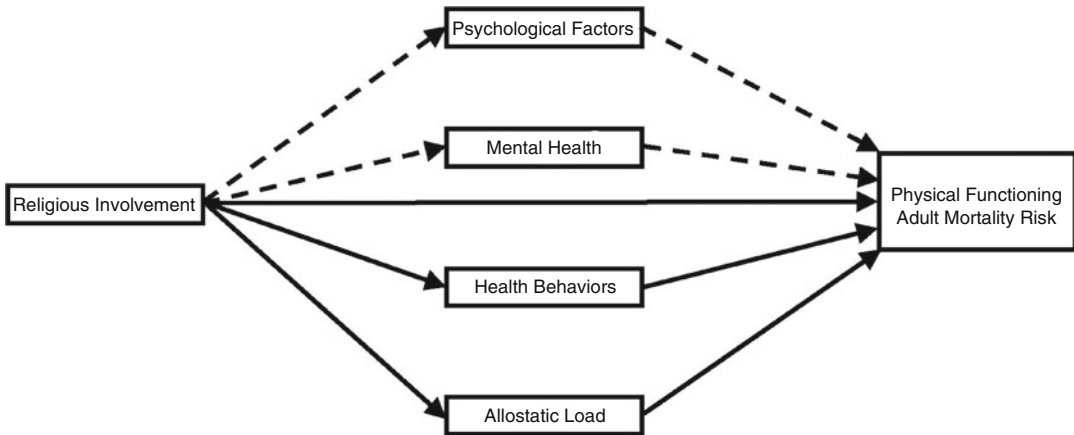 Psychological Factors
Mental Health
Religious Involvement
Physical Functioning
Adult Mortality Risk
Health Behaviors
Allostatic Load